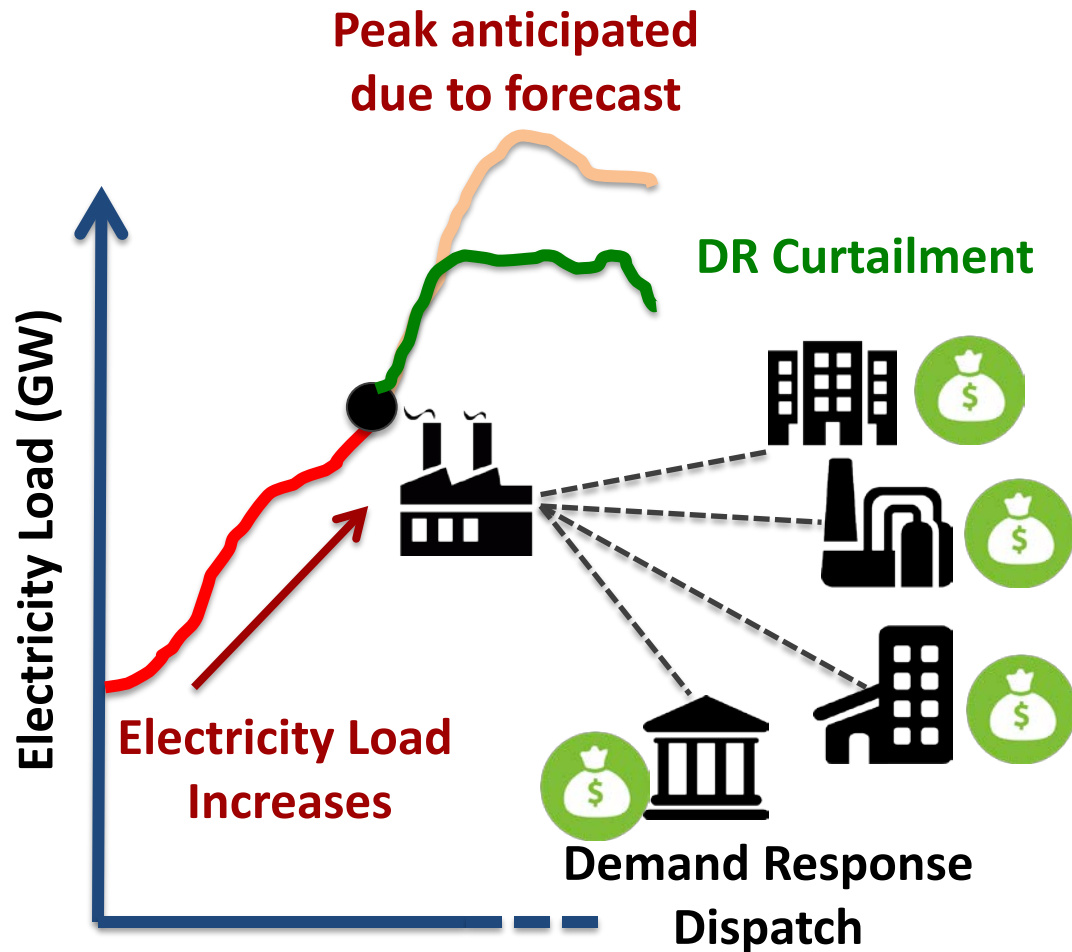 Peak anticipated
due to forecast
DR Curtailment
Electricity Load (GW)
$
$
$
$
Electricity Load
Increases
Demand Response
Dispatch